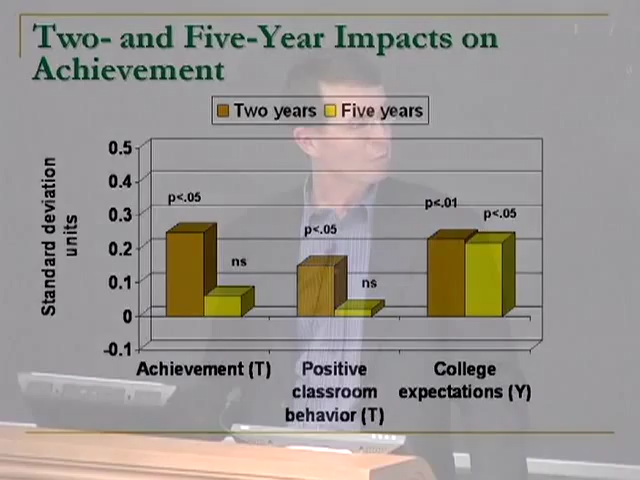 Two- and Five-Year Impacts on
Achievement
Two years Five years
Standard deviation
units
0.5
0.4
0.3
0.2
0.1
0
-0.1
p<.05
ns
p<.05
ns
p<.01
p<.05
Achievement (T)
Positive
classroom
behavior (T)
College
expectations (Y)